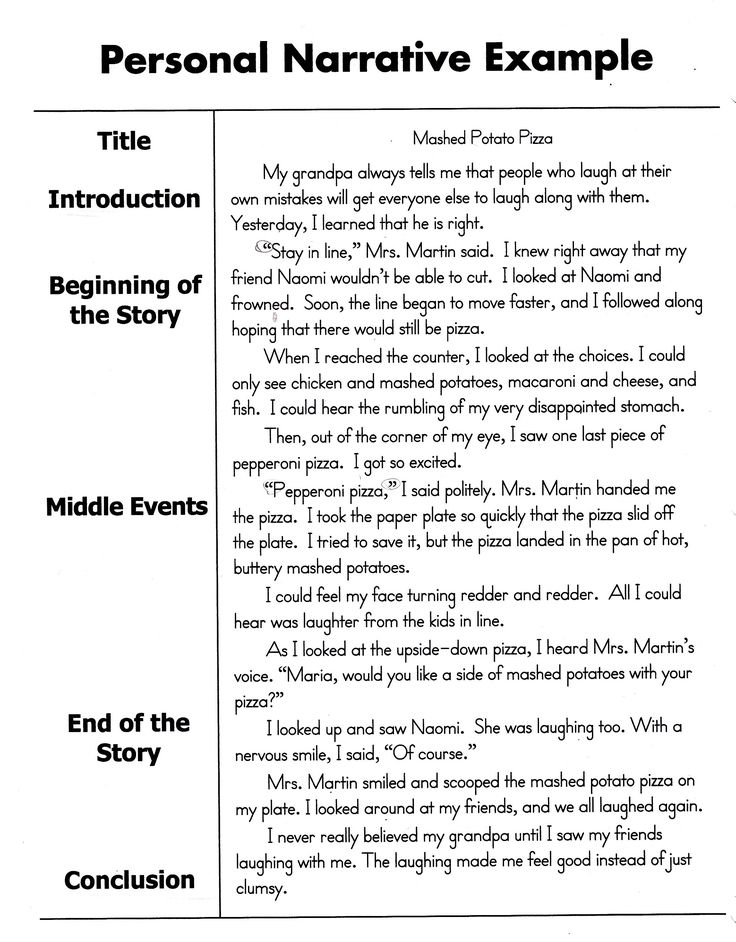 Personal Narrative Example
Title
Mashed Potato Pizza
Introduction
My grandpa always tells me that people who laugh at their
own mistakes will get everyone else to laugh along with them.
Yesterday, I learned that he is right.
Beginning of
the Story
“Stay in line,” Mrs. Martin said. I knew right away that my
friend Naomi wouldn’t be able to cut. I looked at Naomi and
frowned. Soon, the line began to move faster, and I followed along
hoping that there would still be pizza.
When I reached the counter, I looked at the choices. I could
only see chicken and mashed potatoes, macaroni and cheese, and
fish. I could hear the rumbling of my very disappointed stomach.
Then, out of the corner of my eye, I saw one last piece of
pepperoni pizza. I got so excited.
Middle Events
“Pepperoni pizza,” I said politely. Mrs. Martin handed me
the pizza. I took the paper plate so quickly that the pizza slid off
the plate. I tried to save it, but the pizza landed in the pan of hot,
buttery mashed potatoes.
I could feel my face turning redder and redder. All I could
hear was laughter from the kids in line.
As I looked at the upside-down pizza, I heard Mrs. Martin’s
voice. “Maria, would you like a side of mashed potatoes with your
pizza?”
End of the
Story
I looked up and saw Naomi. She was laughing too. With a
nervous smile, I said, “Of course.”
Mrs. Martin smiled and scooped the mashed potato pizza on
my plate. I looked around at my friends, and we all laughed again.
Conclusion
I never really believed my grandpa until I saw my friends
laughing with me. The laughing made me feel good instead of just
clumsy.